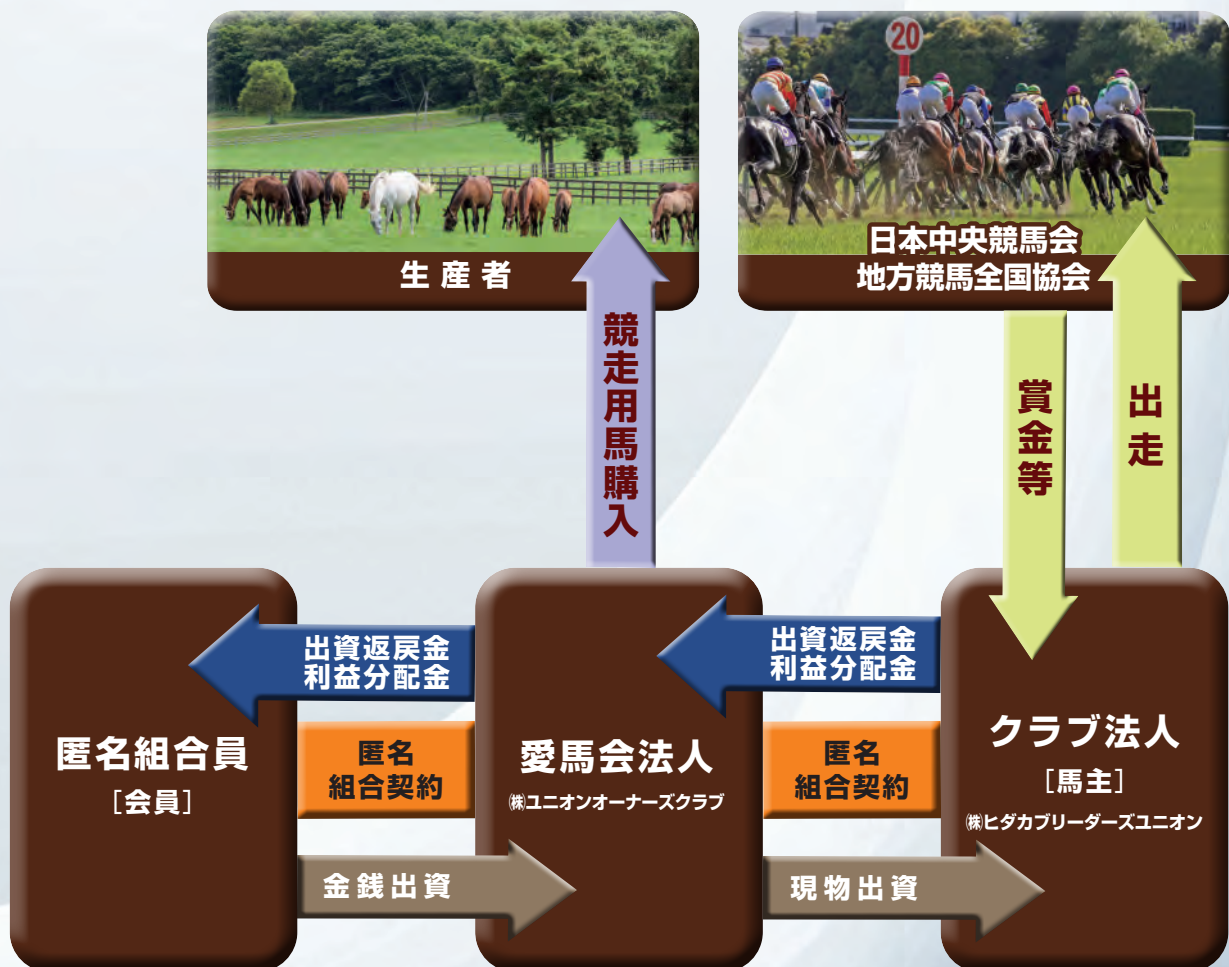 20
生産者
日本中央競馬会
地方競馬全国協会
競走用馬購入
賞金等
出走
匿名組合員
［会員］
出資返戻金
利益分配金
匿名
組合契約
金銭出資
愛馬会法人
㈱ユニオンオーナーズクラブ
出資返戻金
利益分配金
匿名
組合契約
現物出資
クラブ法人
［馬主］
㈱ヒダカブリーダーズユニオン